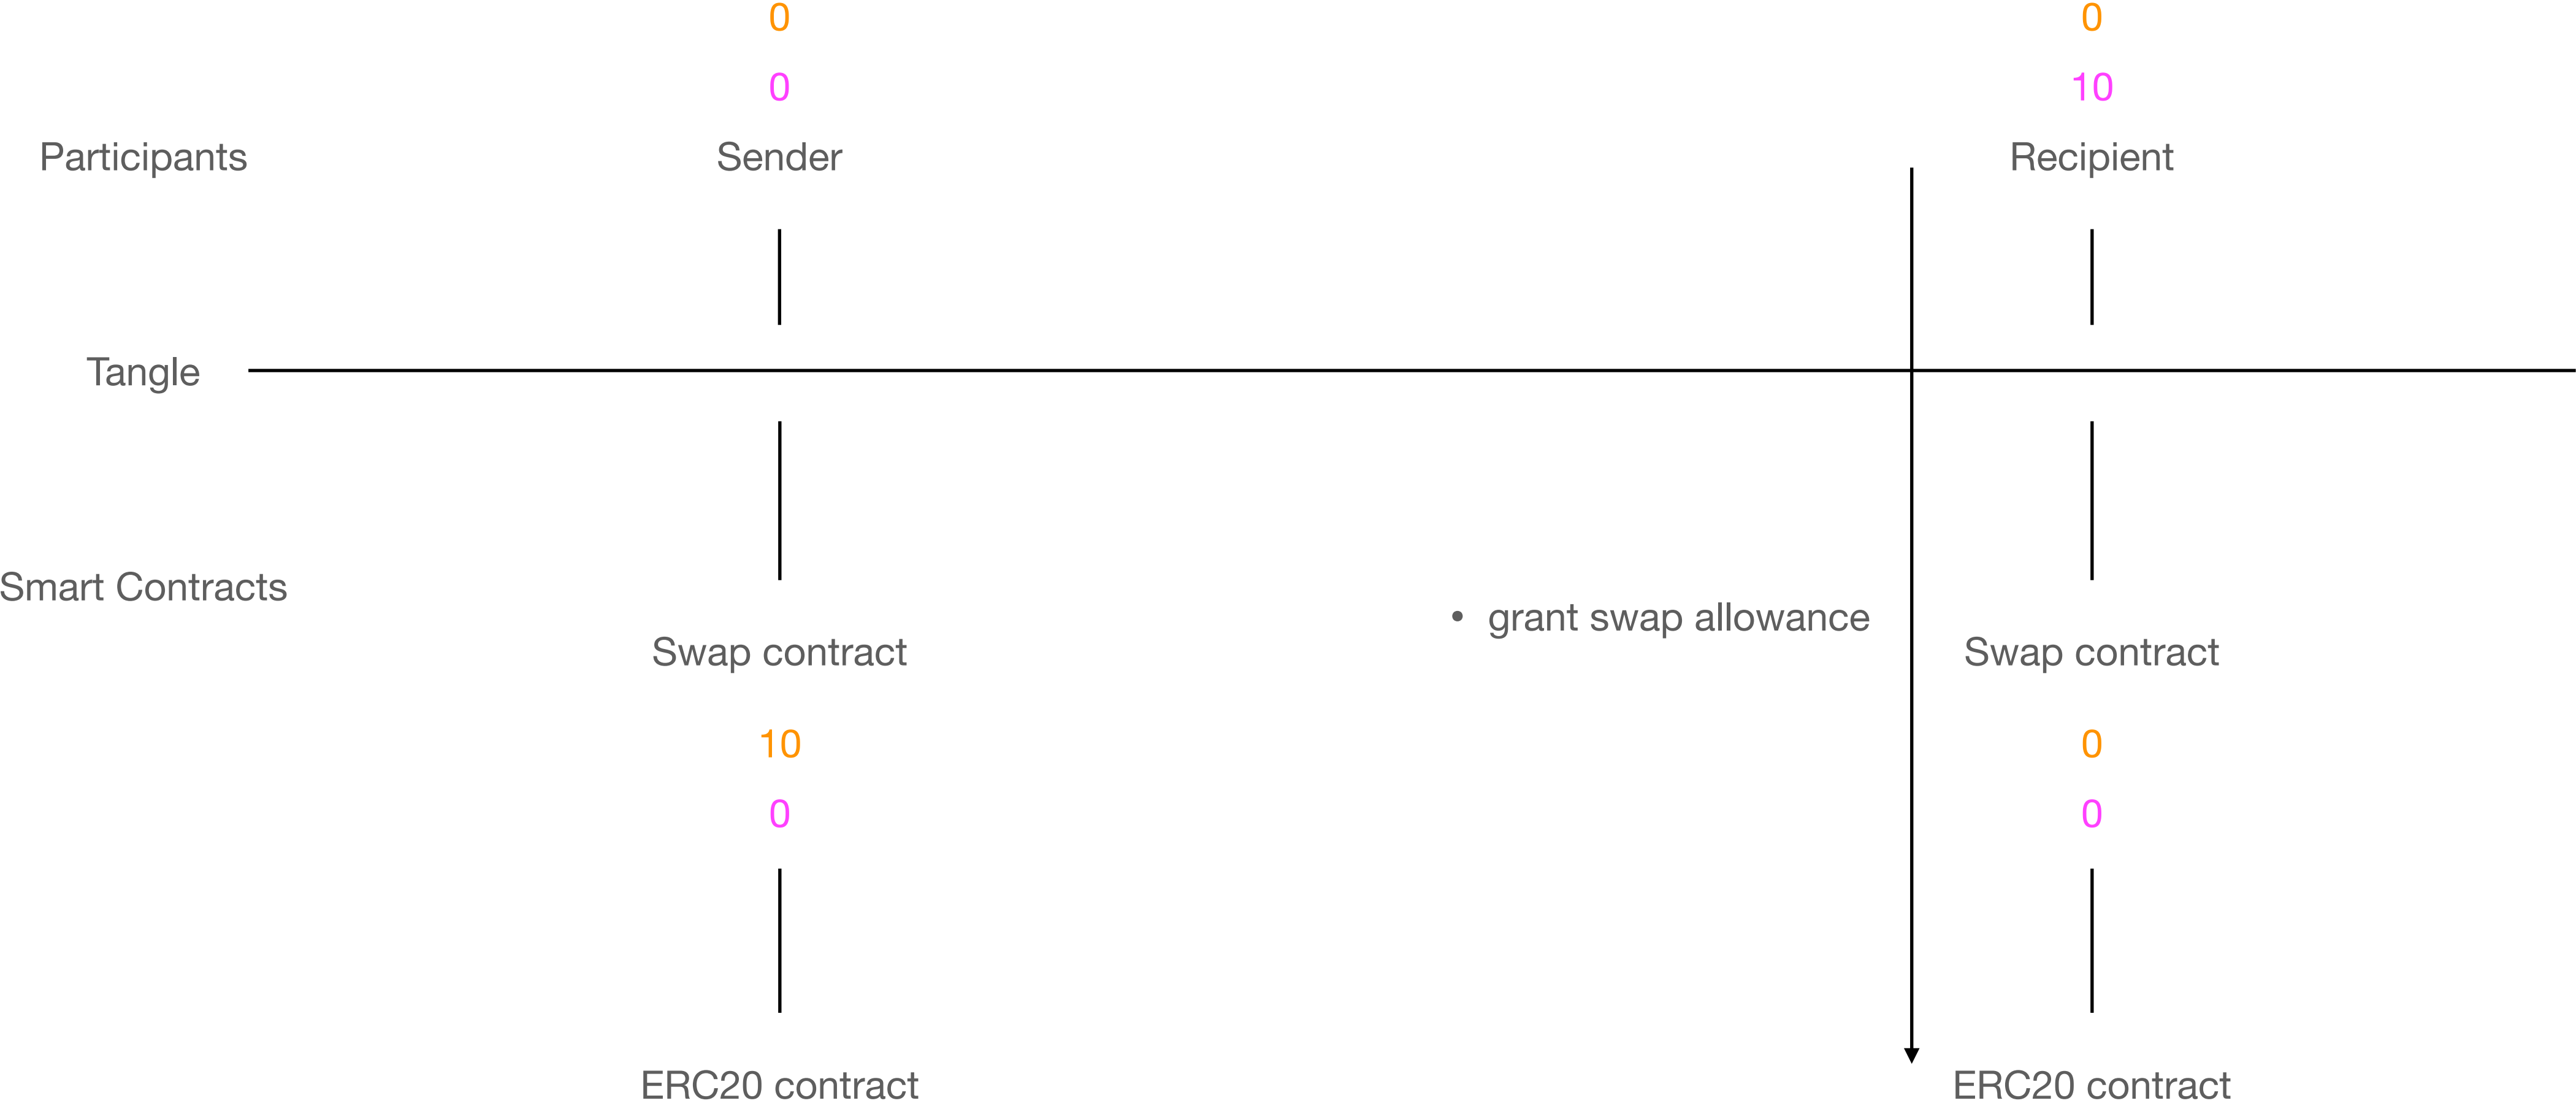 0
0
0
10
Participants
Sender
Recipient
Tangle
Smart Contracts
• grant swap allowance
Swap contract
Swap contract
10
0
0
0
ERC20 contract
ERC20 contract